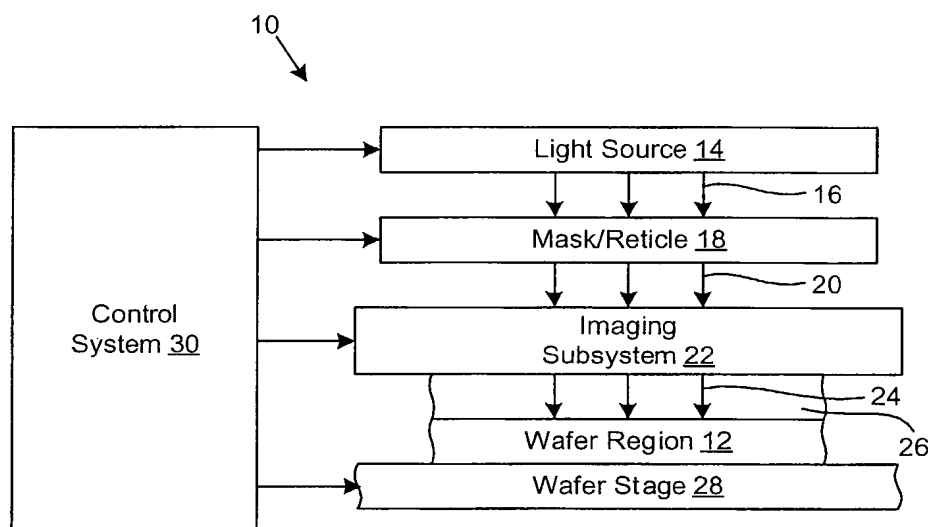 10
Light Source 14
16
Mask/Reticle 18
20
Control
System 30
Imaging
Subsystem 22
24
26
Wafer Region 12
Wafer Stage 28